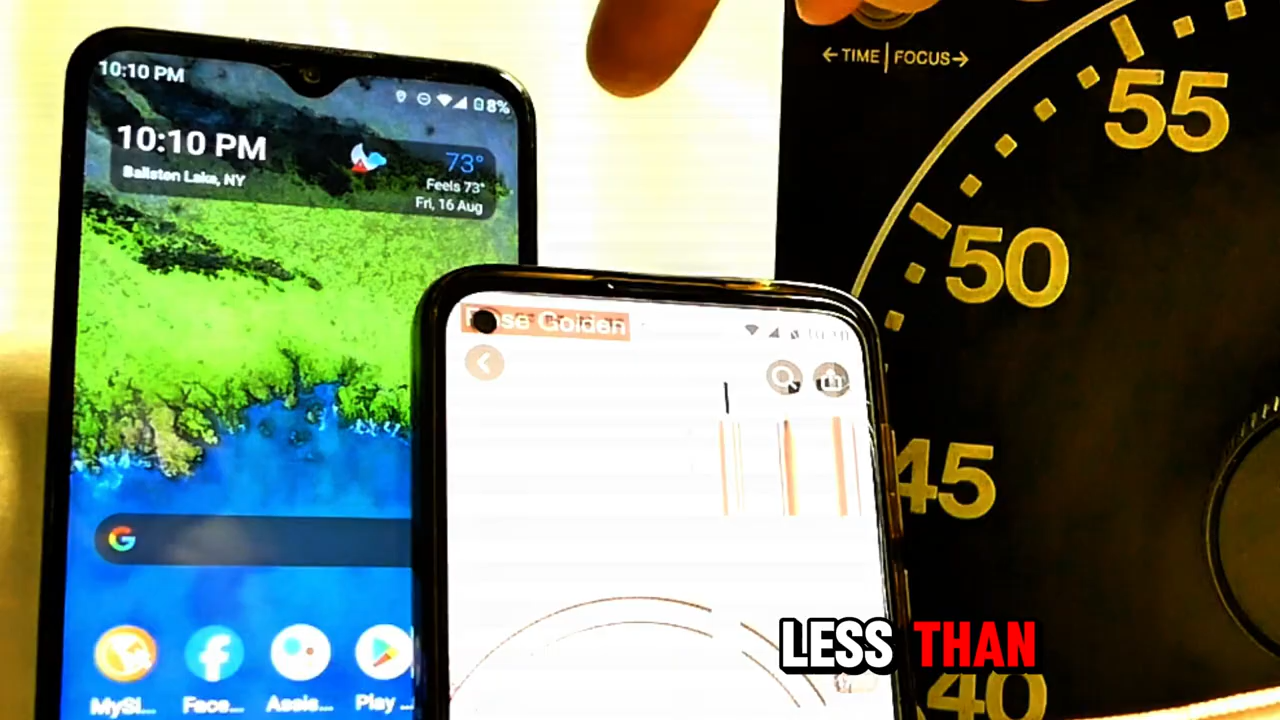 10:10 PM
8%
10:10 PM
Ballston Lake, NY
73°
Feels 73°
Fri, 16 Aug
G
MySl...
Face...
Assis...
Play ...
Golden
←TIME|FOCUS→
55
50
45
40
LESS THAN